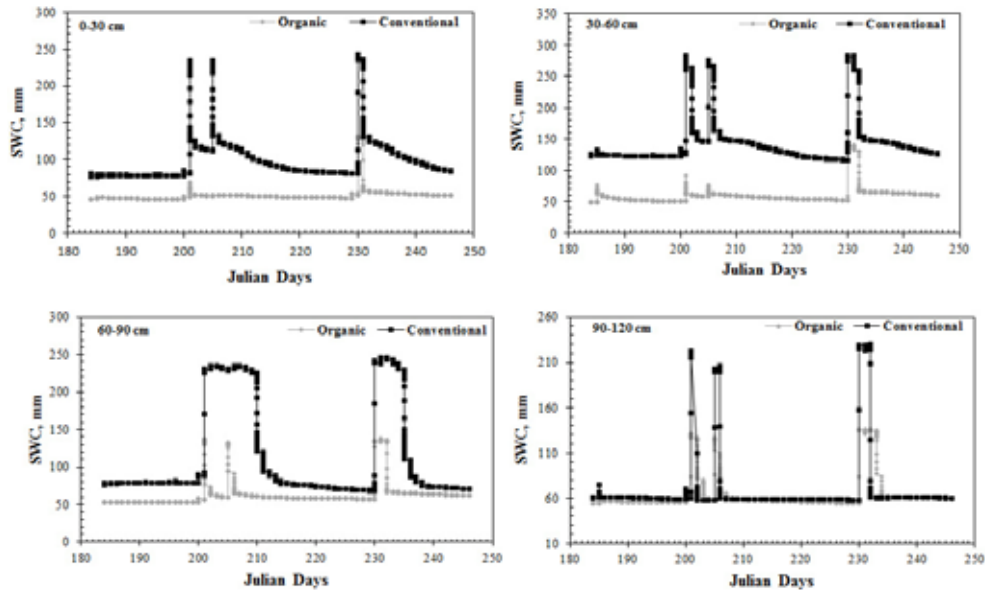 0-30 cm
Organic Conventional
300
250
200
150
100
50
0
SWC, mm
180 190 200 210 220 230 240 250
Julian Days
30-60 cm
Organic Conventional
350
300
250
200
150
100
50
0
SWC, mm
180 190 200 210 220 230 240 250
Julian Days
60-90 cm
Organic Conventional
300
250
200
150
100
50
0
SWC, mm
180 190 200 210 220 230 240 250
Julian Days
90-120 cm
Organic Conventional
260
210
160
110
60
10
SWC, mm
180 190 200 210 220 230 240 250
Julian Days